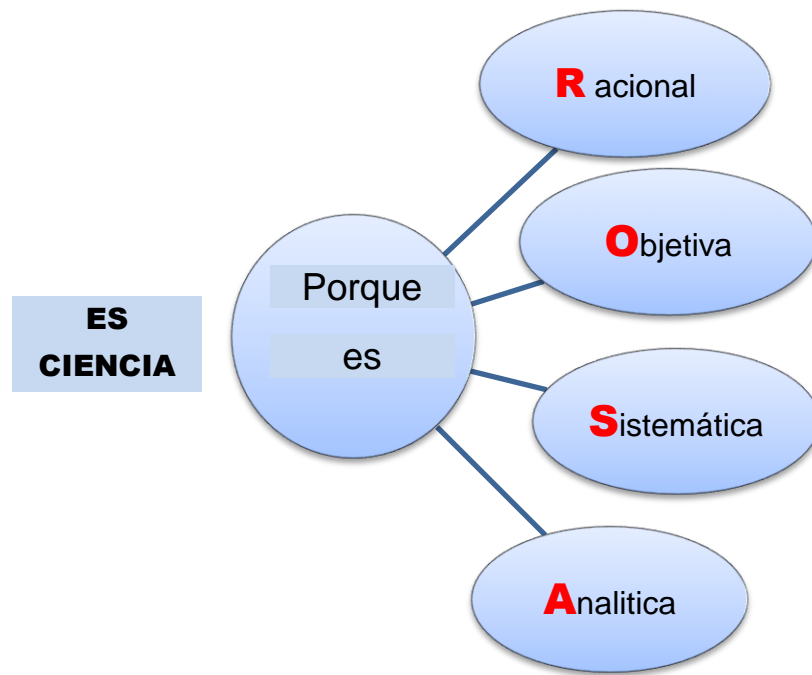 ES
CIENCIA
Porque
es
R acional
Objetiva
Sistemática
Analitica